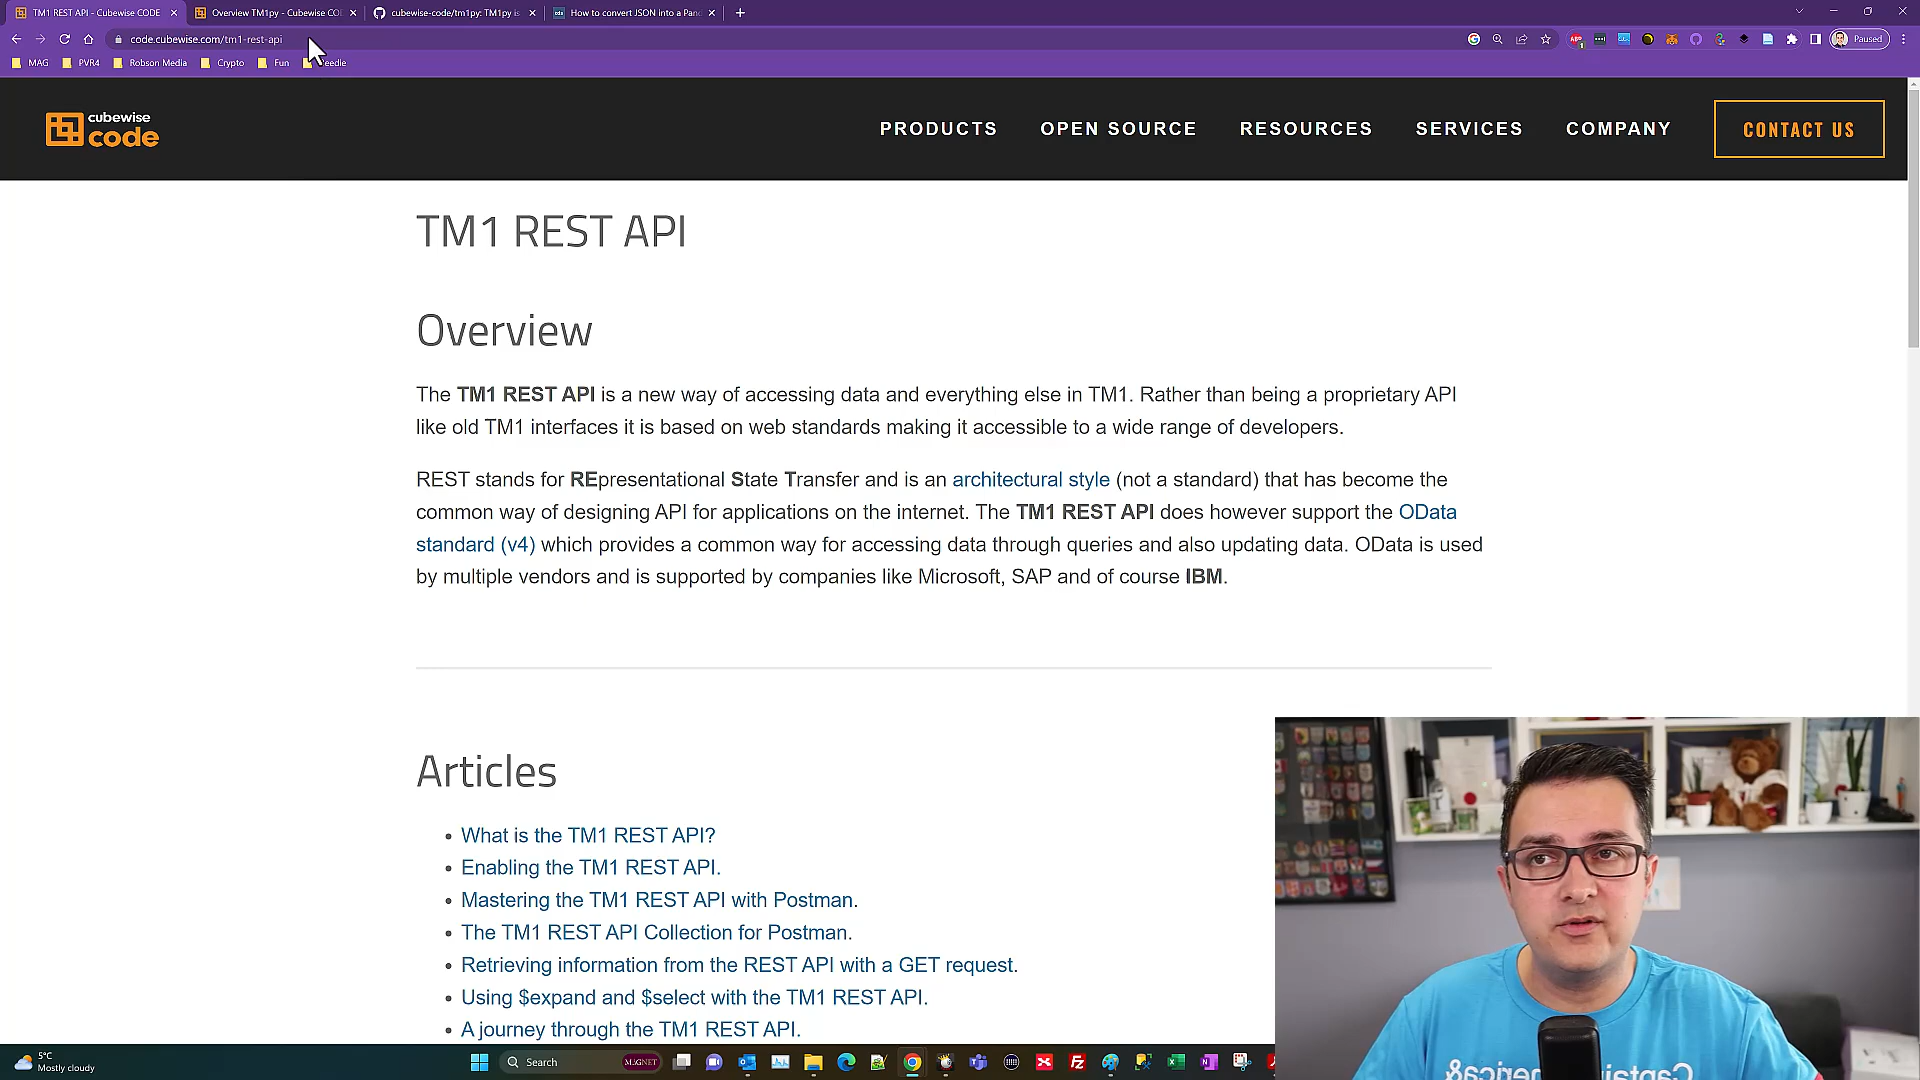 TM1 REST API - Cubewise CODE
Overview TM1py - Cubewise COD
cubewise-code/tm1py: TM1py is
How to convert JSON into a Pand
code.cubewise.com/tm1-rest-api
Paused
MAG
PVR4
Robson Media
Crypto
Fun
eedle
cubewise
code
PRODUCTS
OPEN SOURCE
RESOURCES
SERVICES
COMPANY
CONTACT US
TM1 REST API
Overview
The TM1 REST API is a new way of accessing data and everything else in TM1. Rather than being a proprietary API
like old TM1 interfaces it is based on web standards making it accessible to a wide range of developers.
REST stands for REpresentational State Transfer and is an architectural style (not a standard) that has become the
common way of designing API for applications on the internet. The TM1 REST API does however support the OData
standard (v4) which provides a common way for accessing data through queries and also updating data. OData is used
by multiple vendors and is supported by companies like Microsoft, SAP and of course IBM.
Articles
• What is the TM1 REST API?
• Enabling the TM1 REST API.
• Mastering the TM1 REST API with Postman.
• The TM1 REST API Collection for Postman.
• Retrieving information from the REST API with a GET request.
• Using $expand and $select with the TM1 REST API.
• A journey through the TM1 REST API.
5°C
Mostly cloudy
Search